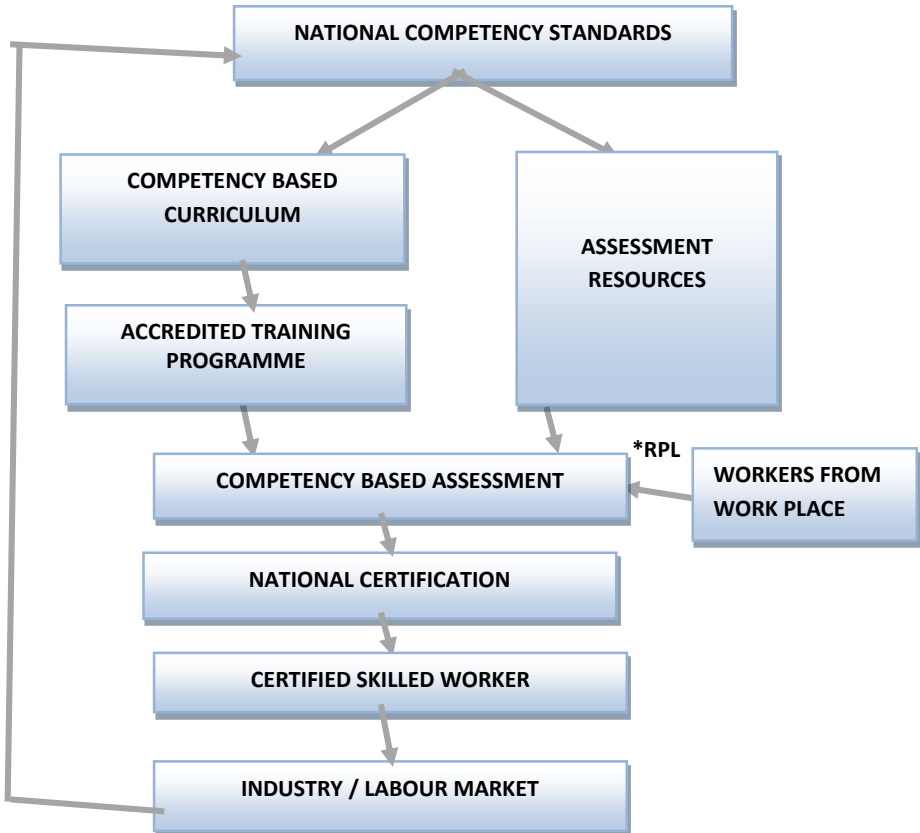 NATIONAL COMPETENCY STANDARDS
COMPETENCY BASED
CURRICULUM
ASSESSMENT
RESOURCES
ACCREDITED TRAINING
PROGRAMME
*RPL
COMPETENCY BASED ASSESSMENT
WORKERS FROM
WORK PLACE
NATIONAL CERTIFICATION
CERTIFIED SKILLED WORKER
INDUSTRY / LABOUR MARKET